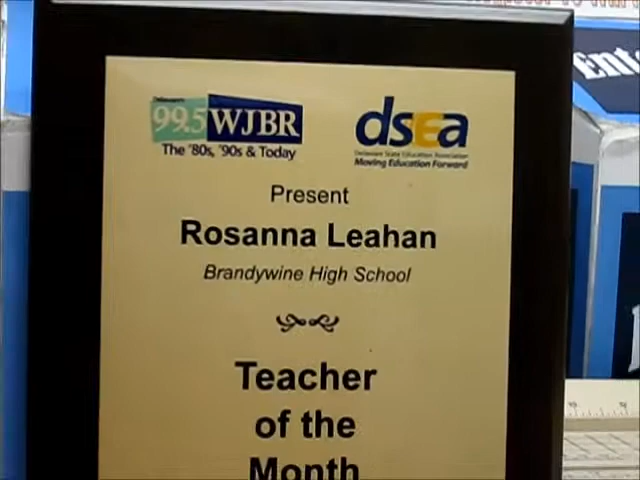 Delaware's
99.5 WJBR
The '80s, '90s & Today
dsea
Delaware State Education Association
Moving Education Forward
Present
Rosanna Leahan
Brandywine High School
Teacher
of the
Month